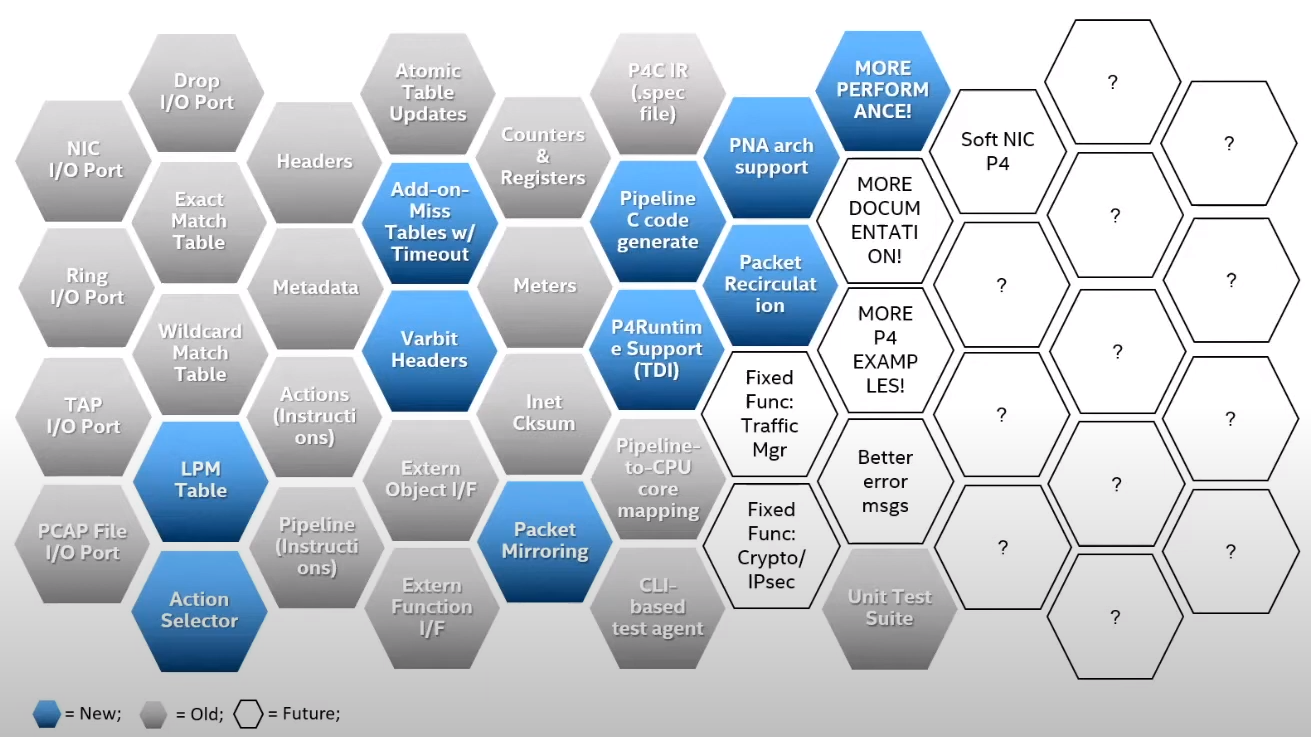 NIC
I/O Port
Ring
I/O Port
TAP
I/O Port
PCAP File
I/O Port
Drop
I/O Port
Exact
Match
Table
Wildcard
Match
Table
LPM
Table
Action
Selector
Headers
Metadata
Actions
(Instructi
ons)
Pipeline
(Instructi
ons)
Atomic
Table
Updates
Add-on-
Miss
Tables w/
Timeout
Varbit
Headers
Extern
Object I/F
Extern
Function
I/F
Counters
&
Registers
Meters
Inet
Cksum
Packet
Mirroring
P4C IR
(.spec
file)
Pipeline
C code
generate
P4Runtim
e Support
(TDI)
Pipeline-
to-CPU
core
mapping
CLI-
based
test agent
PNA arch
support
Packet
Recirculat
ion
Fixed
Func:
Traffic
Mgr
Fixed
Func:
Crypto/
IPsec
MORE
PERFORM
ANCE!
MORE
DOCUM
ENTATI
ON!
MORE
P4
EXAMP
LES!
Better
error
msgs
Unit Test
Suite
Soft NIC
P4
?
?
?
?
?
?
?
?
?
?
?
?
= New;
= Old;
= Future;